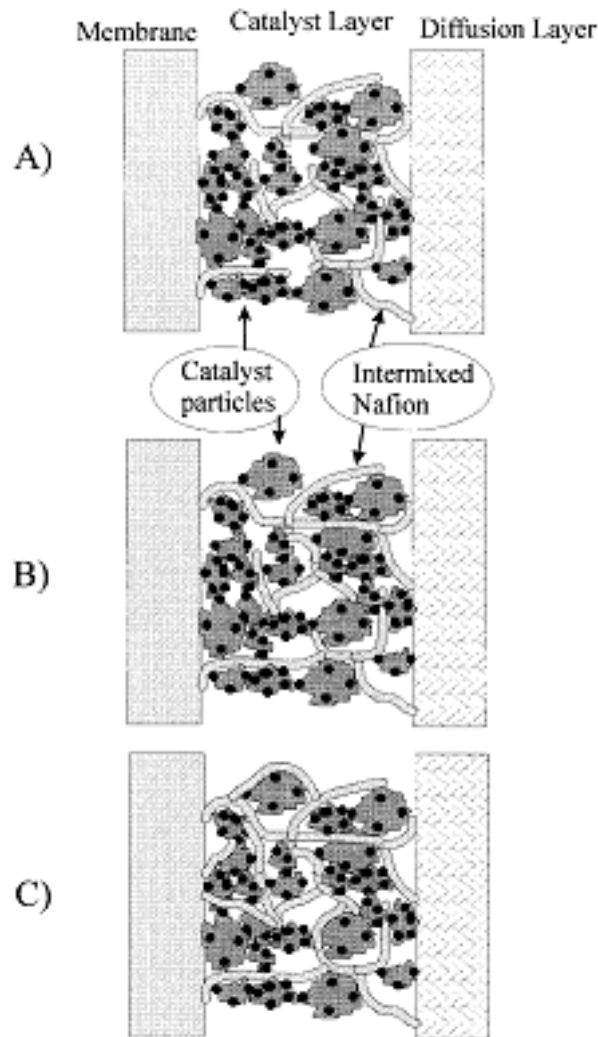 Membrane Catalyst Layer Diffusion Layer
A)
Catalyst particles
Intermixed Nafion
B)
C)